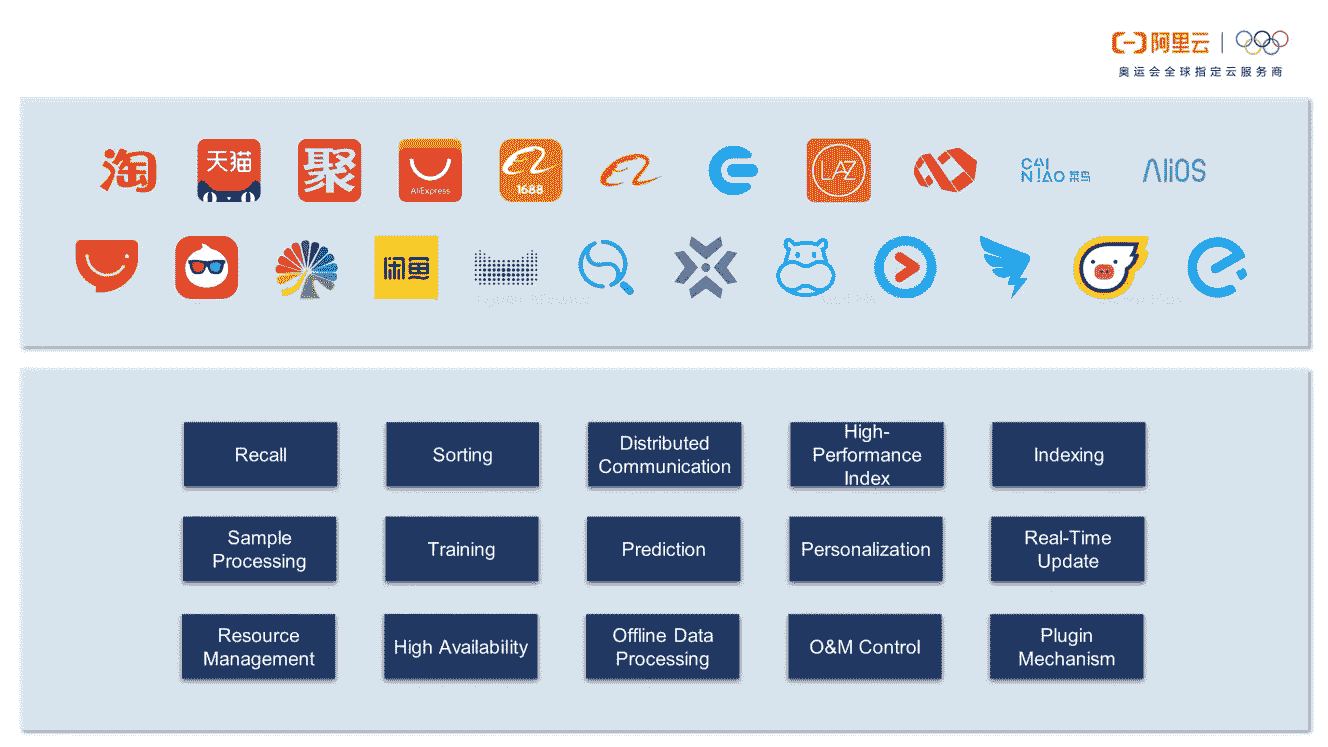 阿里云
奥运会全球指定云服务商
淘
天猫
聚
AliExpress
1688
LAZ
CAI
NIAO 菜鸟
AliOS
闲鱼
Recall
Sorting
Distributed
Communication
High-
Performance
Index
Indexing
Sample
Processing
Training
Prediction
Personalization
Real-Time
Update
Resource
Management
High Availability
Offline Data
Processing
O&M Control
Plugin
Mechanism